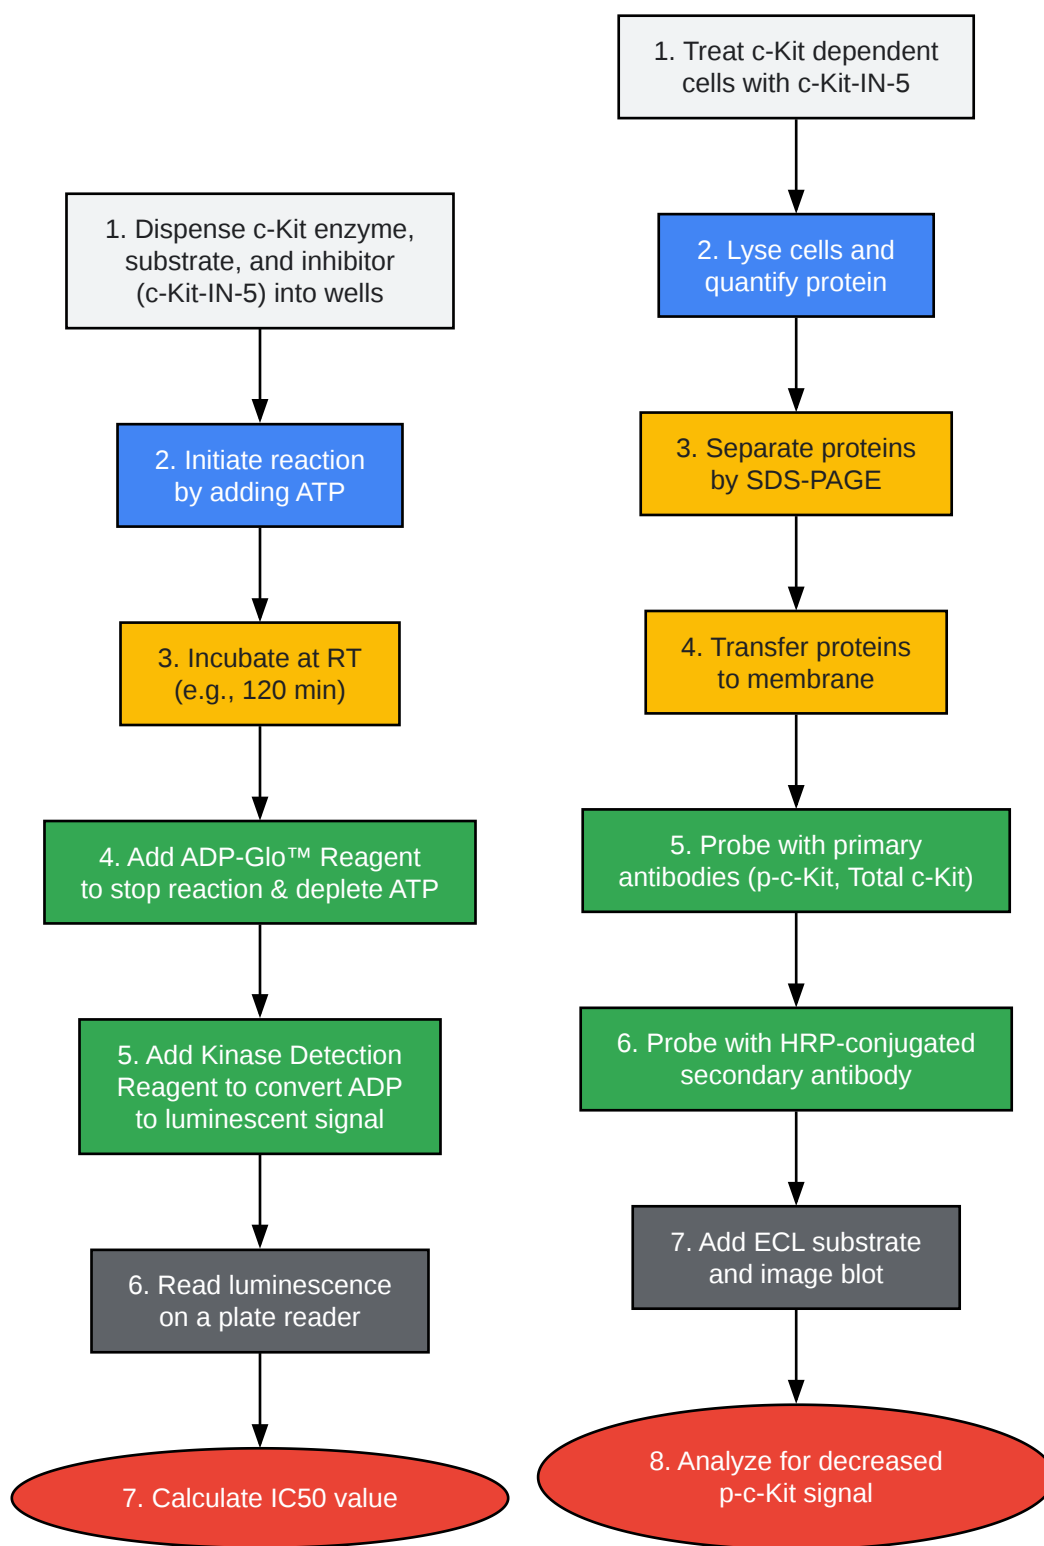 1. Dispense c-Kit enzyme,
substrate, and inhibitor
(c-Kit-IN-5) into wells
2. Initiate reaction
by adding ATP
3. Incubate at RT
(e.g., 120 min)
4. Add ADP-Glo™ Reagent
to stop reaction & deplete ATP
5. Add Kinase Detection
Reagent to convert ADP
to luminescent signal
6. Read luminescence
on a plate reader
7. Calculate IC50 value
1. Treat c-Kit dependent
cells with c-Kit-IN-5
2. Lyse cells and
quantify protein
3. Separate proteins
by SDS-PAGE
4. Transfer proteins
to membrane
5. Probe with primary
antibodies (p-c-Kit, Total c-Kit)
6. Probe with HRP-conjugated
secondary antibody
7. Add ECL substrate
and image blot
8. Analyze for decreased
p-c-Kit signal